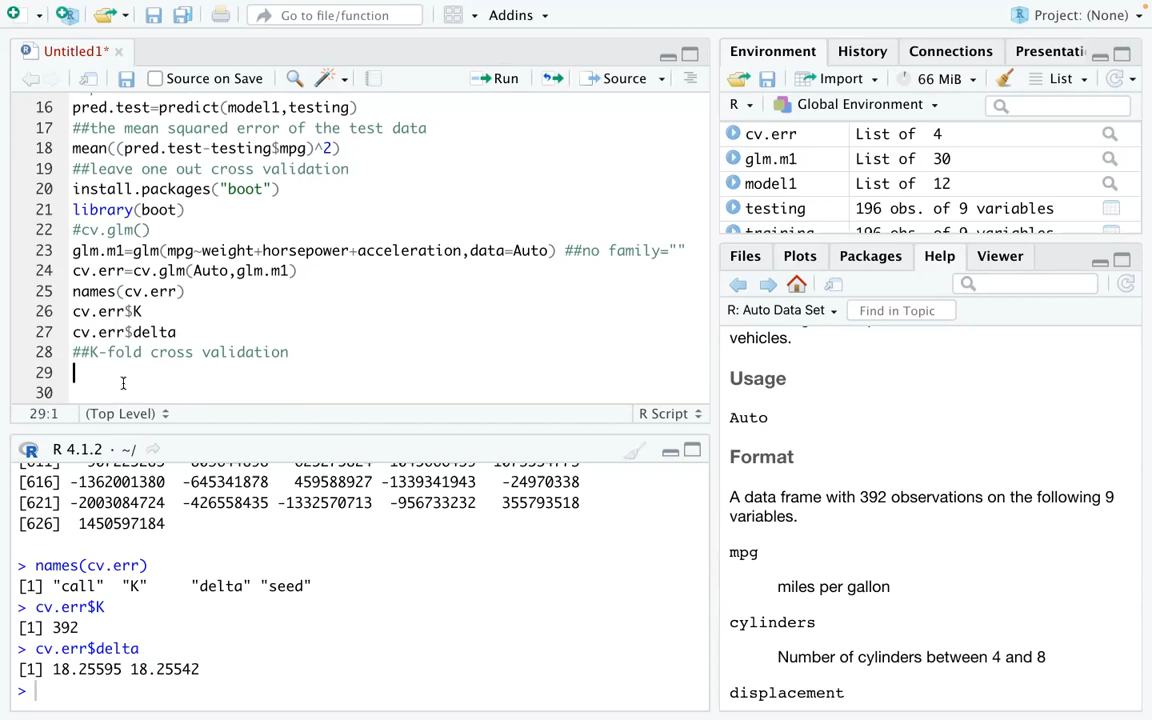 Go to file/function
Addins
Project: (None)
Untitled1*
Source on Save
Run
Source
16 pred.test=predict(model1,testing)
17 ##the mean squared error of the test data
18 mean((pred.test-testing$mpg)^2)
19 ##leave one out cross validation
20 install.packages("boot")
21 library(boot)
22 #cv.glm()
23 glm.m1=glm(mpg~weight+horsepower+acceleration,data=Auto) ##no family=""
24 cv.err=cv.glm(Auto,glm.m1)
25 names(cv.err)
26 cv.err$K
27 cv.err$delta
28 ##K-fold cross validation
29
30
29:1 (Top Level) R Script
R 4.1.2 · ~/
[616] -1362001380 -645341878 459588927 -1339341943 -24970338
[621] -2003084724 -426558435 -1332570713 -956733232 355793518
[626] 1450597184
> names(cv.err)
[1] "call" "K" "delta" "seed"
> cv.err$K
[1] 392
> cv.err$delta
[1] 18.25595 18.25542
>
Environment History Connections Presentati
Import 66 MiB List
R Global Environment
cv.err List of 4
glm.m1 List of 30
model1 List of 12
testing 196 obs. of 9 variables
training 196 obs. of 9 variables
Files Plots Packages Help Viewer
R: Auto Data Set Find in Topic
vehicles.
Usage
Auto
Format
A data frame with 392 observations on the following 9
variables.
mpg
miles per gallon
cylinders
Number of cylinders between 4 and 8
displacement